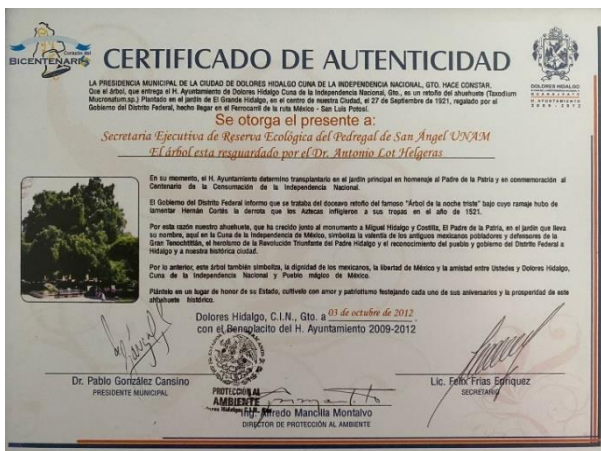 Corazón del
BICENTENARIO
CERTIFICADO DE AUTENTICIDAD
DOLORES HIDALGO
GUANAJUATO
H. AYUNTAMIENTO
2009 - 2012
LA PRESIDENCIA MUNICIPAL DE LA CIUDAD DE DOLORES HIDALGO CUNA DE LA INDEPENDENCIA NACIONAL, GTO. HACE CONSTAR.
Que el árbol, que entrega el H. Ayuntamiento de Dolores Hidalgo Cuna de la Independencia Nacional, Gto., es un retoño del ahuehuete (Taxodium
Mucronatum.sp.) Plantado en el jardín de El Grande Hidalgo, en el centro de nuestra Ciudad, el 27 de Septiembre de 1921, regalado por el
Gobierno del Distrito Federal, hecho llegar en el Ferrocarril de la ruta México - San Luis Potosí.
Se otorga el presente a:
Secretaria Ejecutiva de Reserva Ecológica del Pedregal de San Ángel UNAM
El árbol esta resguardado por el Dr. Antonio Lot Helgeras
En su momento, el H. Ayuntamiento determino transplantarlo en el jardín principal en homenaje al Padre de la Patria y en conmemoración al
Centenario de la Consumación de la Independencia Nacional.
El Gobierno del Distrito Federal informo que se trataba del doceavo retoño del famoso "Árbol de la noche triste" bajo cuyo ramaje hubo de
lamentar Hernán Cortés la derrota que los Aztecas infligieron a sus tropas en el año de 1521.
Por esta razón nuestro ahuehuete, que ha crecido junto al monumento a Miguel Hidalgo y Costilla, El Padre de la Patria, en el jardín que lleva
su nombre, aquí en la Cuna de la Independencia de México, simboliza la valentía de los antiguos mexicanos pobladores y defensores de la
Gran Tenochtitlán, el heroísmo de la Revolución Triunfante del Padre Hidalgo y el reconocimiento del pueblo y gobierno del Distrito Federal a
Hidalgo y a nuestra histórica ciudad.
Por lo anterior, este árbol también simboliza, la dignidad de los mexicanos, la libertad de México y la amistad entre Ustedes y Dolores Hidalgo,
Cuna de la Independencia Nacional y Pueblo mágico de México.
Plántelo en un lugar de honor de su Estado, cultívelo con amor y patriotismo festejando cada uno de sus aniversarios y la prosperidad de este
ahuehuete histórico.
Dolores Hidalgo, C.I.N., Gto. a 03 de octubre de 2012
con el Beneplacito del H. Ayuntamiento 2009-2012
Dr. Pablo González Cansino
PRESIDENTE MUNICIPAL
PROTECCIÓN AL
AMBIENTE
Ing. Alfredo Mancilla Montalvo
DIRECTOR DE PROTECCIÓN AL AMBIENTE
Lic. Felix Frias Enriquez
SECRETARIO